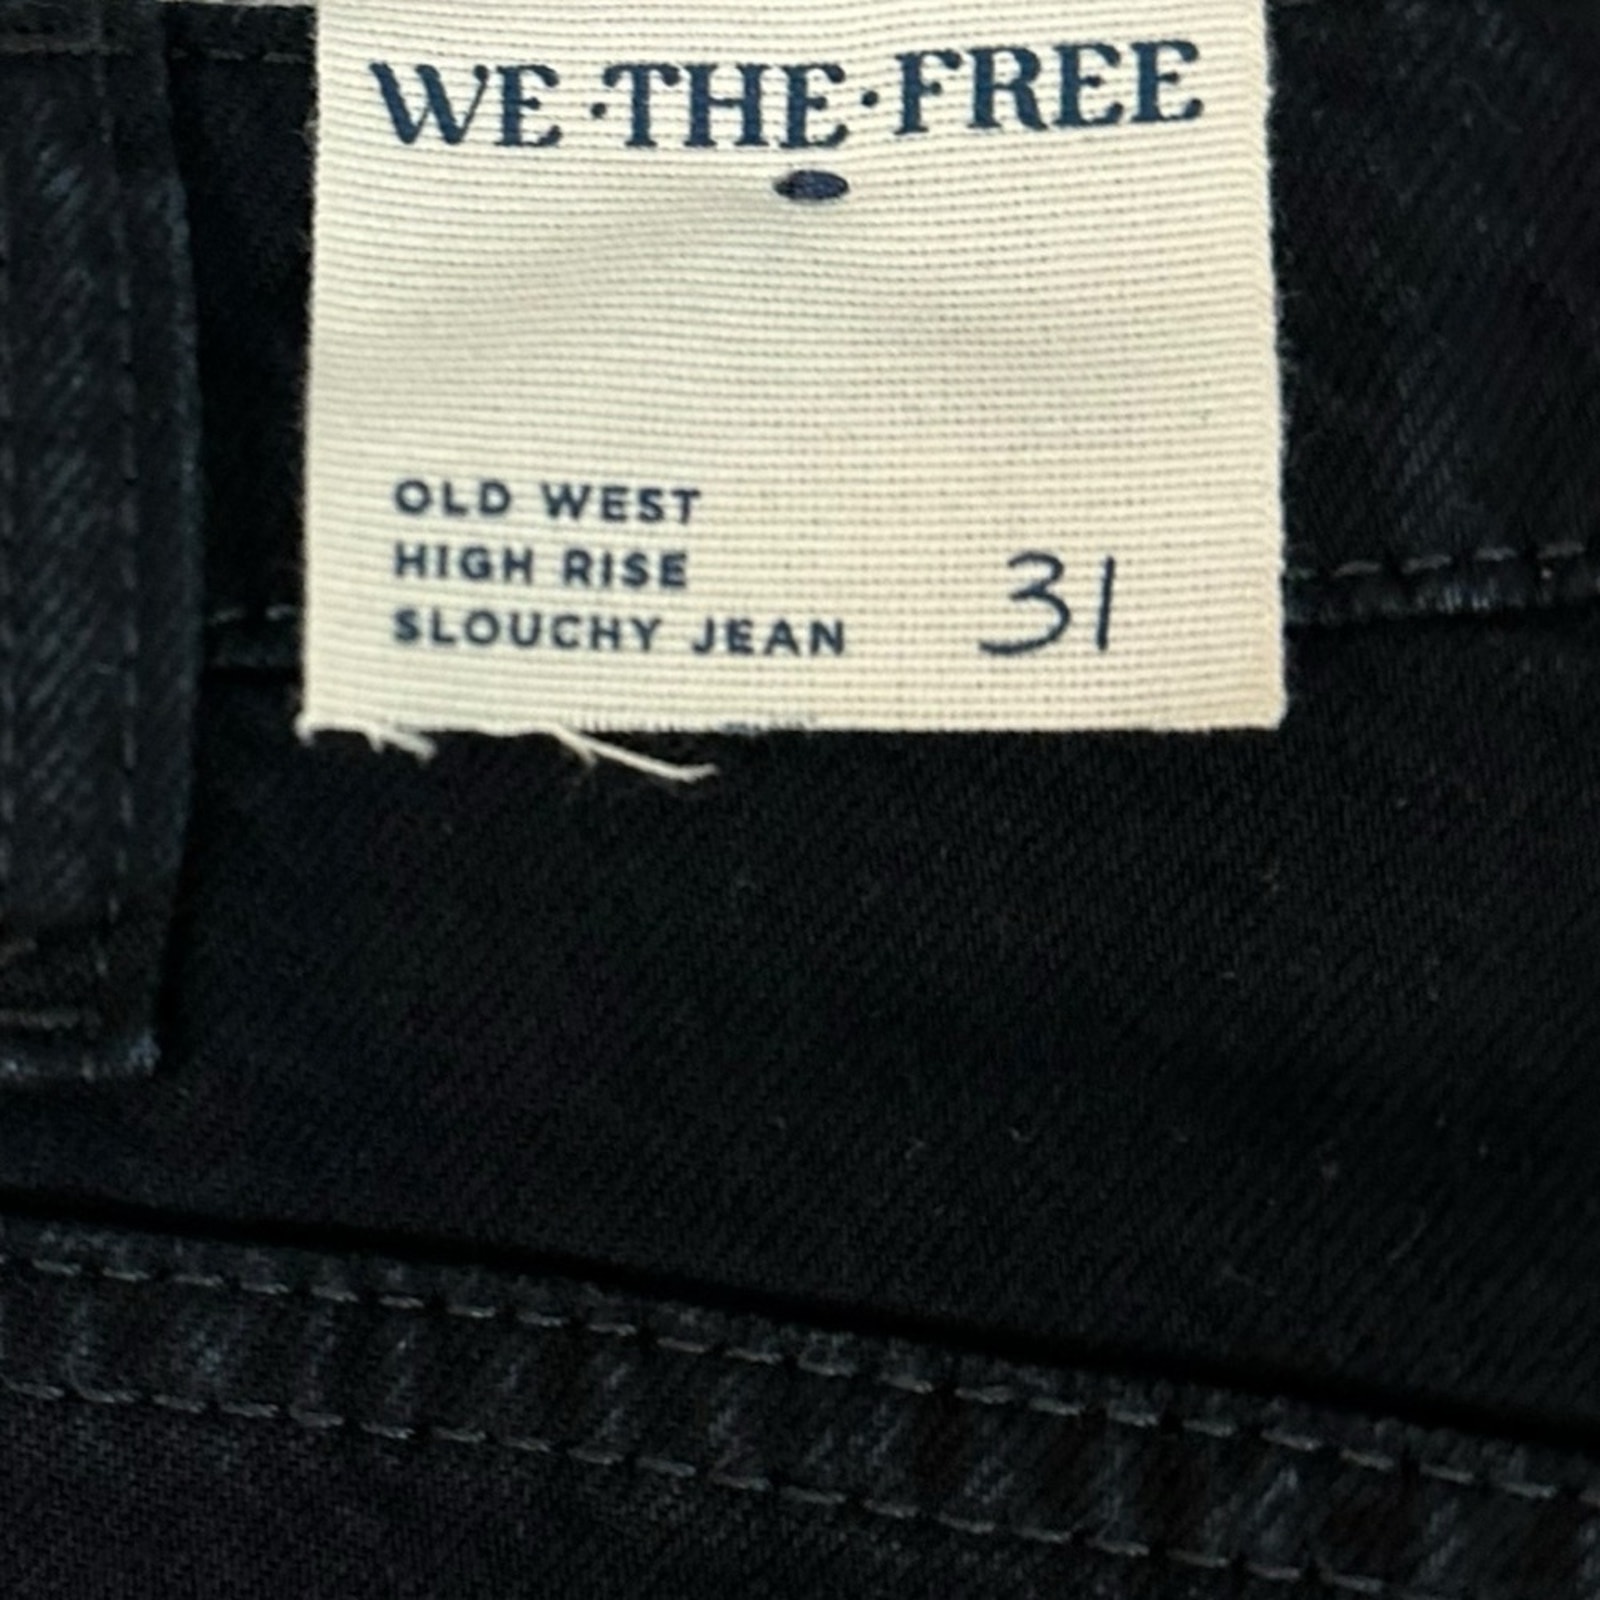 WE·THE·FREE
OLD WEST
HIGH RISE
SLOUCHY JEAN 31